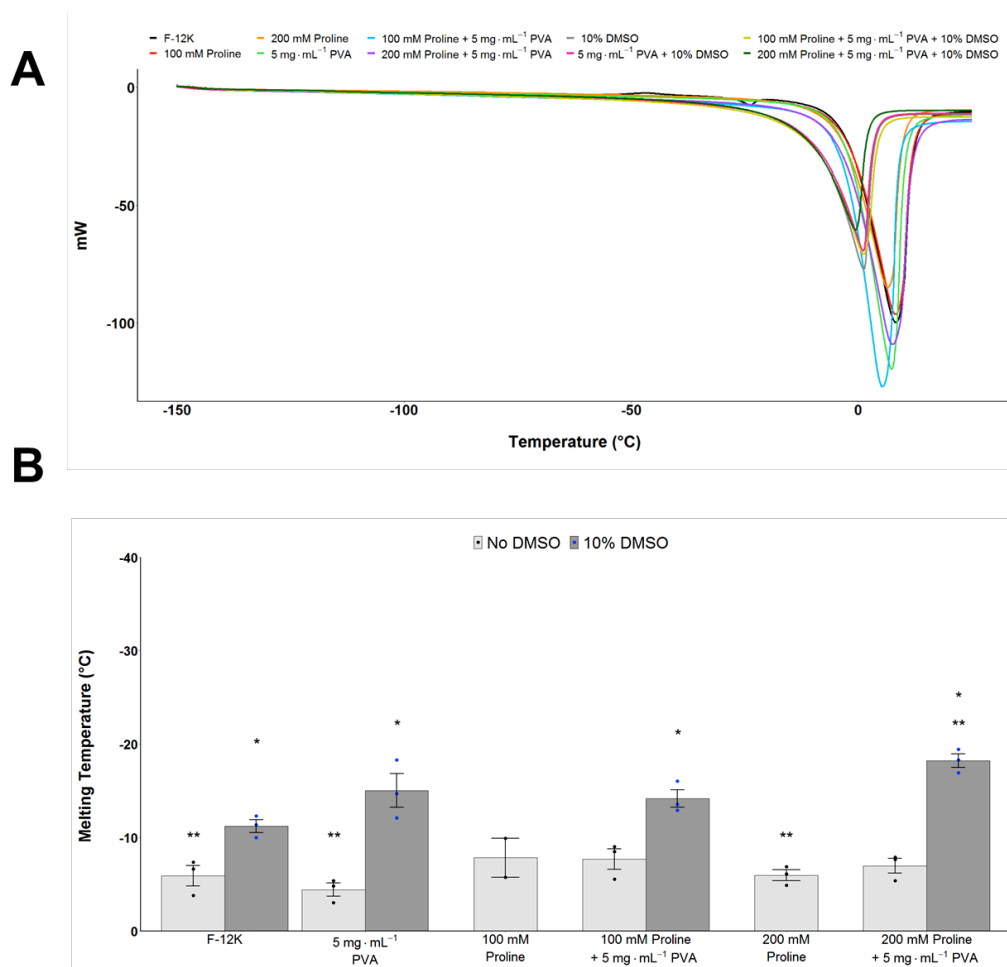 A
F-12K 200 mM Proline 100 mM Proline + 5 mg · mL⁻¹ PVA 10% DMSO 100 mM Proline + 5 mg · mL⁻¹ PVA + 10% DMSO
100 mM Proline 5 mg · mL⁻¹ PVA 200 mM Proline + 5 mg · mL⁻¹ PVA 5 mg · mL⁻¹ PVA + 10% DMSO 200 mM Proline + 5 mg · mL⁻¹ PVA + 10% DMSO
0
-50
-100
mW
-150 -100 -50 0
Temperature (°C)
B
No DMSO 10% DMSO
-40
-30
-20
-10
0
Melting Temperature (°C)
*
* * *
**
** ** **
F-12K 5 mg · mL⁻¹ 100 mM 100 mM Proline 200 mM 200 mM Proline
PVA Proline + 5 mg · mL⁻¹ PVA Proline + 5 mg · mL⁻¹ PVA